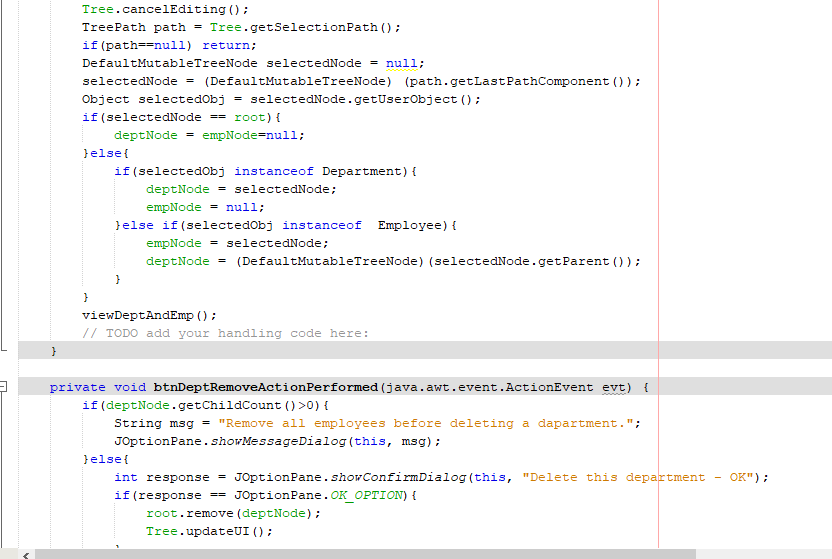 Tree.cancelEditing();
TreePath path = Tree.getSelectionPath();
if(path==null) return;
DefaultMutableTreeNode selectedNode = null;
selectedNode = (DefaultMutableTreeNode) (path.getLastPathComponent());
Object selectedObj = selectedNode.getUserObject();
if(selectedNode == root){
deptNode = empNode=null;
}else{
if(selectedObj instanceof Department){
deptNode = selectedNode;
empNode = null;
}else if(selectedObj instanceof  Employee){
empNode = selectedNode;
deptNode = (DefaultMutableTreeNode)(selectedNode.getParent());
}
}
viewDeptAndEmp();
// TODO add your handling code here:
}
private void btnDeptRemoveActionPerformed(java.awt.event.ActionEvent evt) {
if(deptNode.getChildCount()>0){
String msg = "Remove all employees before deleting a dapartment.";
JOptionPane.showMessageDialog(this, msg);
}else{
int response = JOptionPane.showConfirmDialog(this, "Delete this department - OK");
if(response == JOptionPane.OK_OPTION){
root.remove(deptNode);
Tree.updateUI();